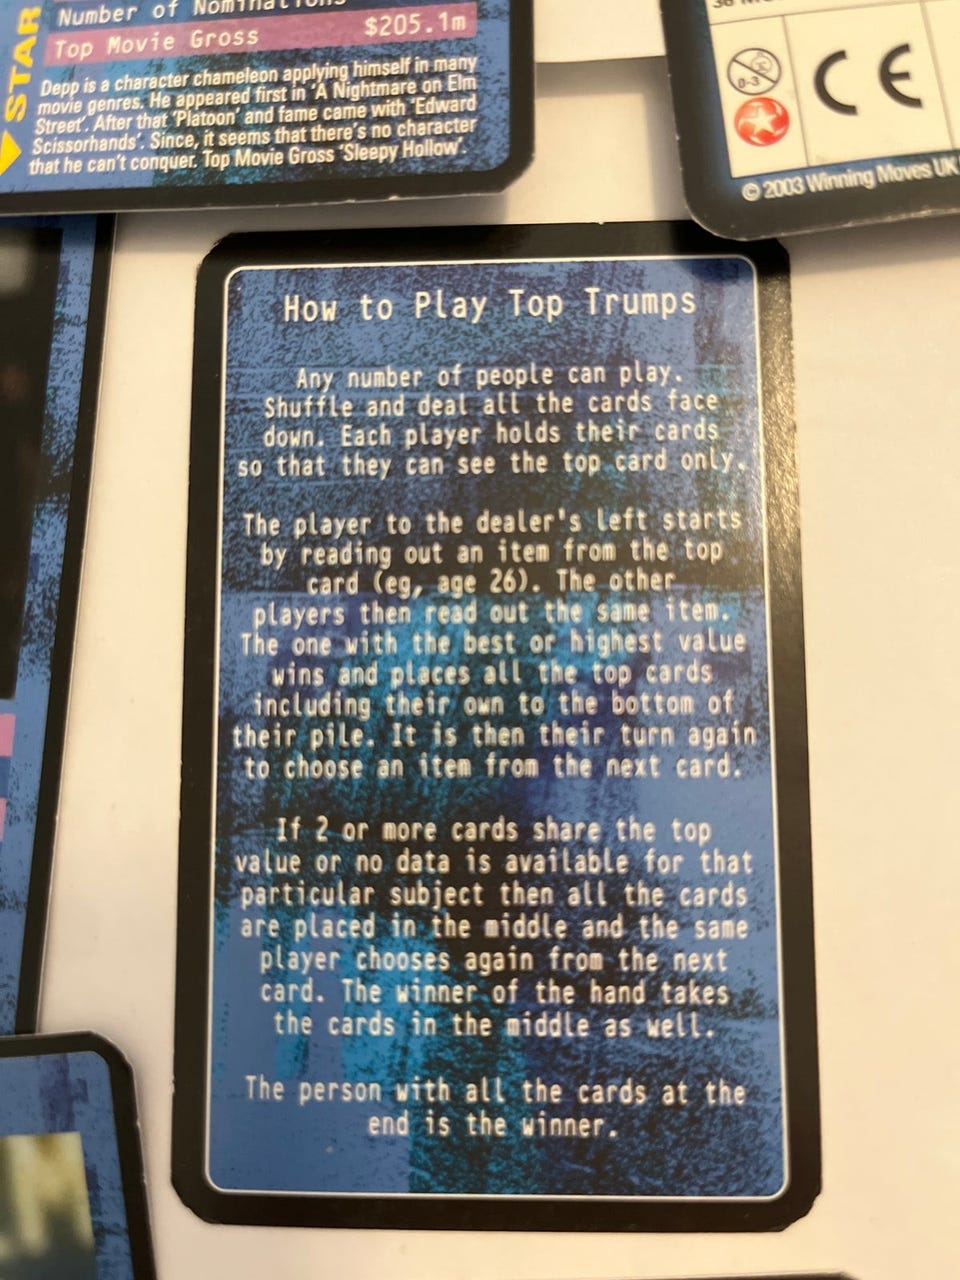 Number of Nominations
Top Movie Gross $205.1m
STAR
Depp is a character chameleon applying himself in many
movie genres. He appeared first in 'A Nightmare on Elm
Street'. After that 'Platoon' and fame came with 'Edward
Scissorhands'. Since, it seems that there's no character
that he can't conquer. Top Movie Gross 'Sleepy Hollow'.
0-3
CE
© 2003 Winning Moves UK
How to Play Top Trumps
Any number of people can play.
Shuffle and deal all the cards face
down. Each player holds their cards
so that they can see the top card only.
The player to the dealer's left starts
by reading out an item from the top
card (eg, age 26). The other
players then read out the same item.
The one with the best or highest value
wins and places all the top cards
including their own to the bottom of
their pile. It is then their turn again
to choose an item from the next card.
If 2 or more cards share the top
value or no data is available for that
particular subject then all the cards
are placed in the middle and the same
player chooses again from the next
card. The winner of the hand takes
the cards in the middle as well.
The person with all the cards at the
end is the winner.